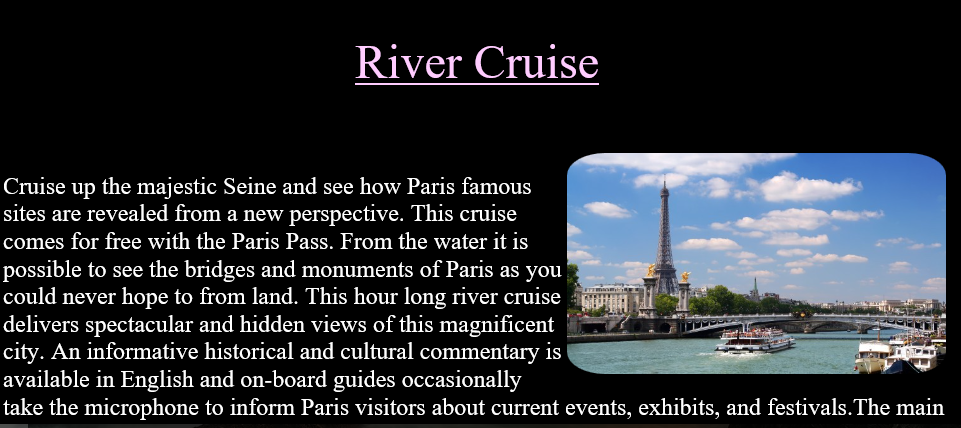 River Cruise
Cruise up the majestic Seine and see how Paris famous
sites are revealed from a new perspective. This cruise
comes for free with the Paris Pass. From the water it is
possible to see the bridges and monuments of Paris as you
could never hope to from land. This hour long river cruise
delivers spectacular and hidden views of this magnificent
city. An informative historical and cultural commentary is
available in English and on-board guides occasionally
take the microphone to inform Paris visitors about current events, exhibits, and festivals.The main